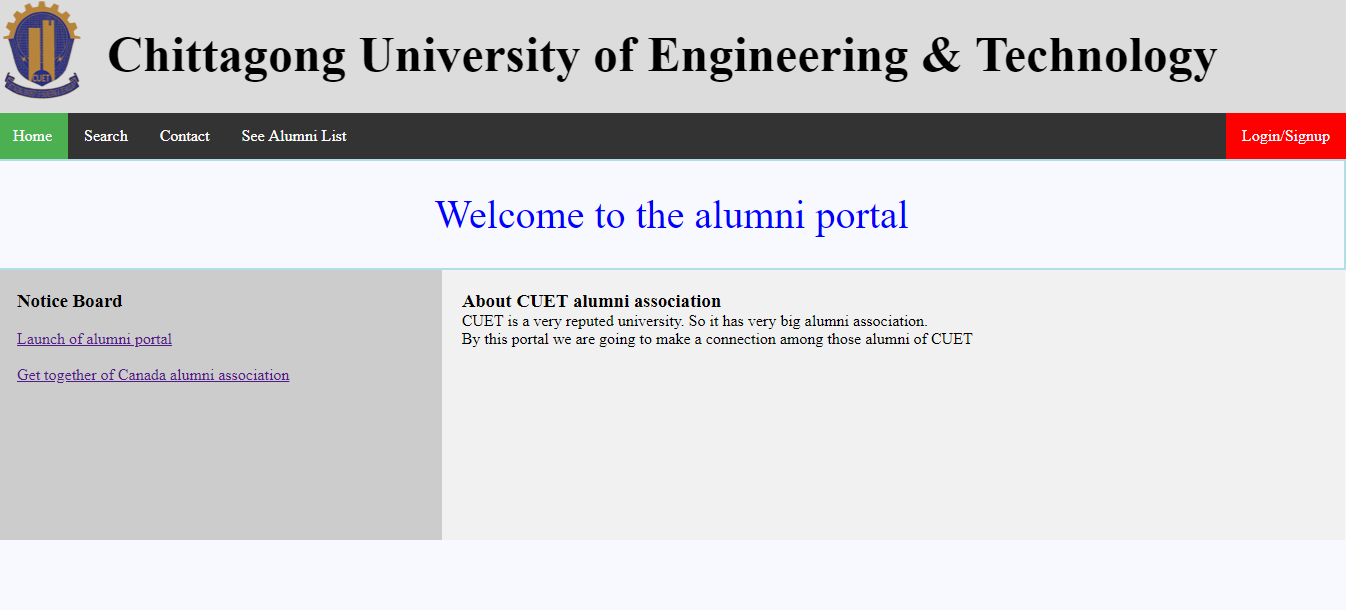 CUET
Chittagong University of Engineering & Technology
Home
Search
Contact
See Alumni List
Login/Signup
Welcome to the alumni portal
Notice Board
Launch of alumni portal
Get together of Canada alumni association
About CUET alumni association
CUET is a very reputed university. So it has very big alumni association.
By this portal we are going to make a connection among those alumni of CUET